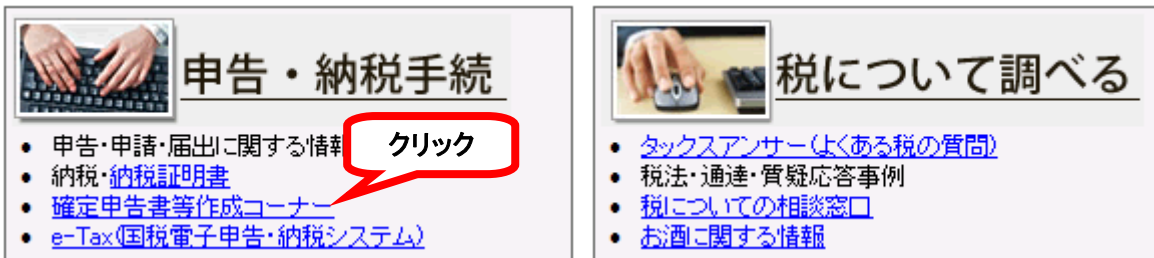 申告・納税手続
申告・申請・届出に関する情報
クリック
納税・納税証明書
確定申告書等作成コーナー
e-Tax(国税電子申告・納税システム)
税について調べる
タックスアンサー(よくある税の質問)
税法・通達・質疑応答事例
税についての相談窓口
お酒に関する情報